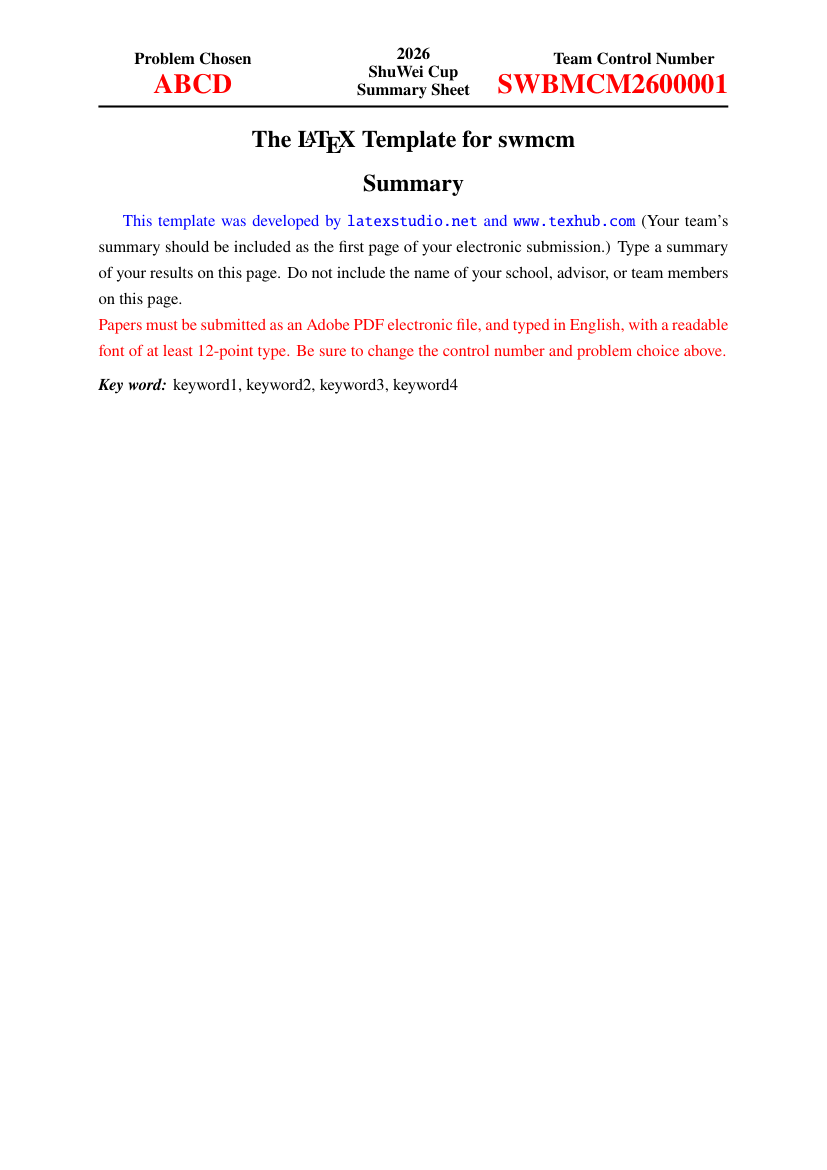 Problem Chosen
ABCD
2026
ShuWei Cup
Summary Sheet
Team Control Number
SWBMCM2600001
The LATEX Template for swmcm
Summary
This template was developed by latexstudio.net and www.texhub.com (Your team’s
summary should be included as the first page of your electronic submission.) Type a summary
of your results on this page. Do not include the name of your school, advisor, or team members
on this page.
Papers must be submitted as an Adobe PDF electronic file, and typed in English, with a readable
font of at least 12-point type. Be sure to change the control number and problem choice above.
Key word: keyword1, keyword2, keyword3, keyword4